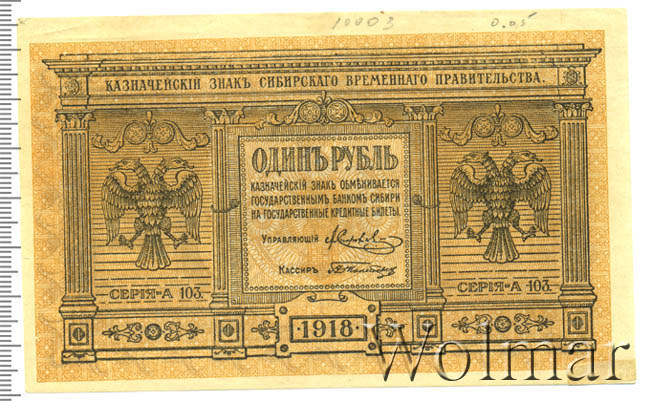 10003 0.05
КАЗНАЧЕЙСКІЙ ЗНАКЪ СИБИРСКАГО ВРЕМЕННАГО ПРАВИТЕЛЬСТВА.
ОДИНЪ РУБЛЬ
КАЗНАЧЕЙСКІЙ ЗНАКЪ ОБМѢНИВАЕТСЯ
ГОСУДАРСТВЕННЫМЪ БАНКОМЪ СИБИРИ
НА ГОСУДАРСТВЕННЫЕ КРЕДИТНЫЕ БИЛЕТЫ.
УПРАВЛЯЮЩІЙ
КАССИРЪ
СЕРІЯ-А 103. СЕРІЯ-А 103.
·1918·
Wolmar